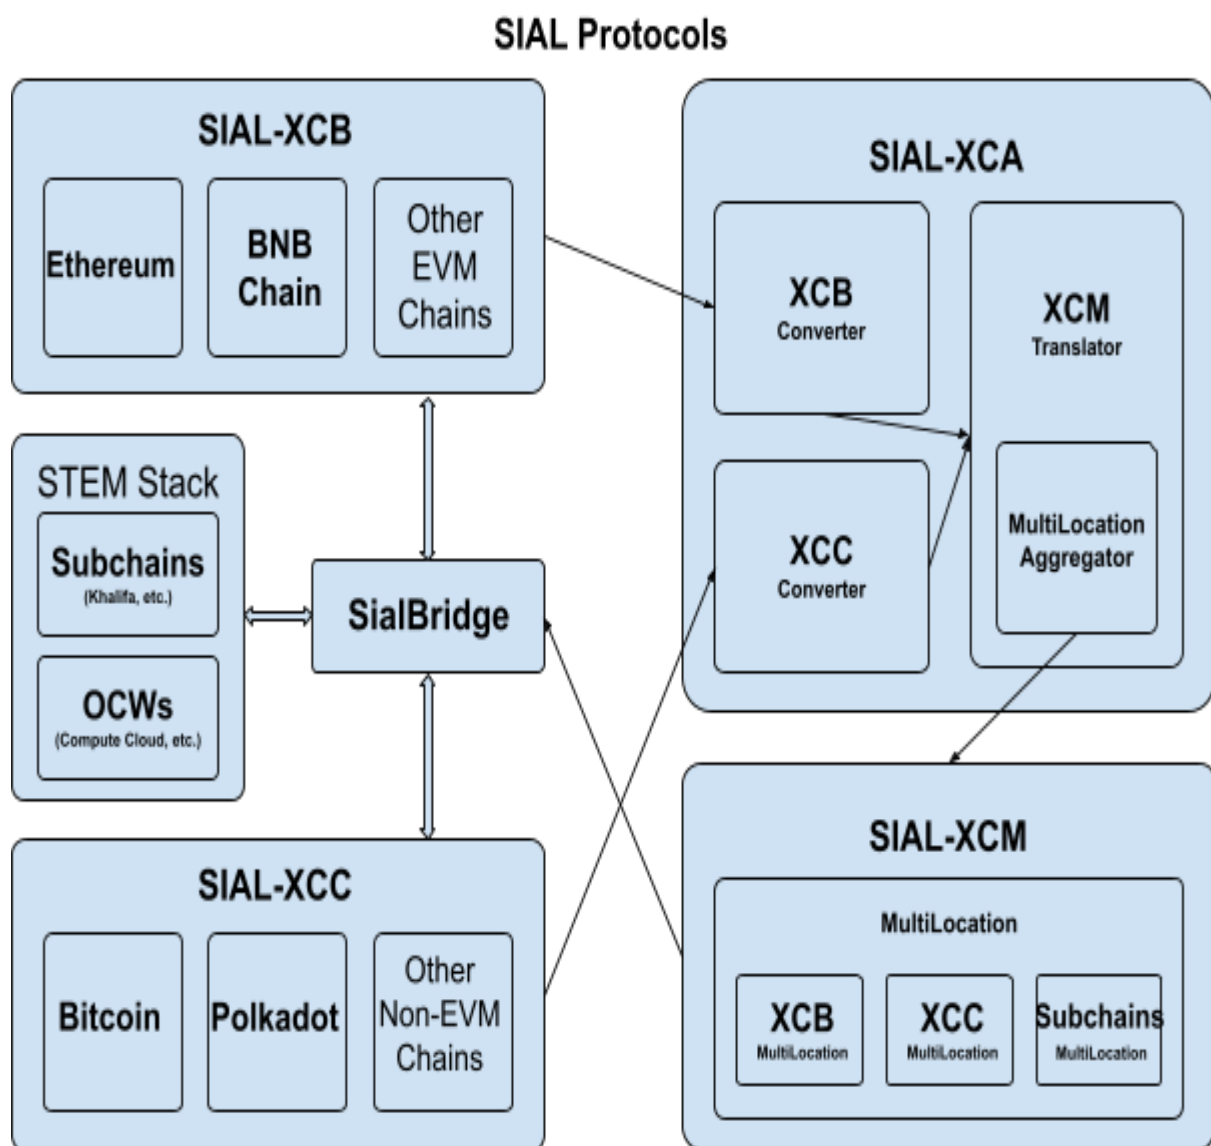 SIAL Protocols
SIAL-XCB
Ethereum
BNB
Chain
Other
EVM
Chains
STEM Stack
Subchains
(Khalifa, etc.)
OCWs
(Compute Cloud, etc.)
SialBridge
SIAL-XCC
Bitcoin
Polkadot
Other
Non-EVM
Chains
SIAL-XCA
XCB
Converter
XCC
Converter
XCM
Translator
MultiLocation
Aggregator
SIAL-XCM
MultiLocation
XCB
MultiLocation
XCC
MultiLocation
Subchains
MultiLocation